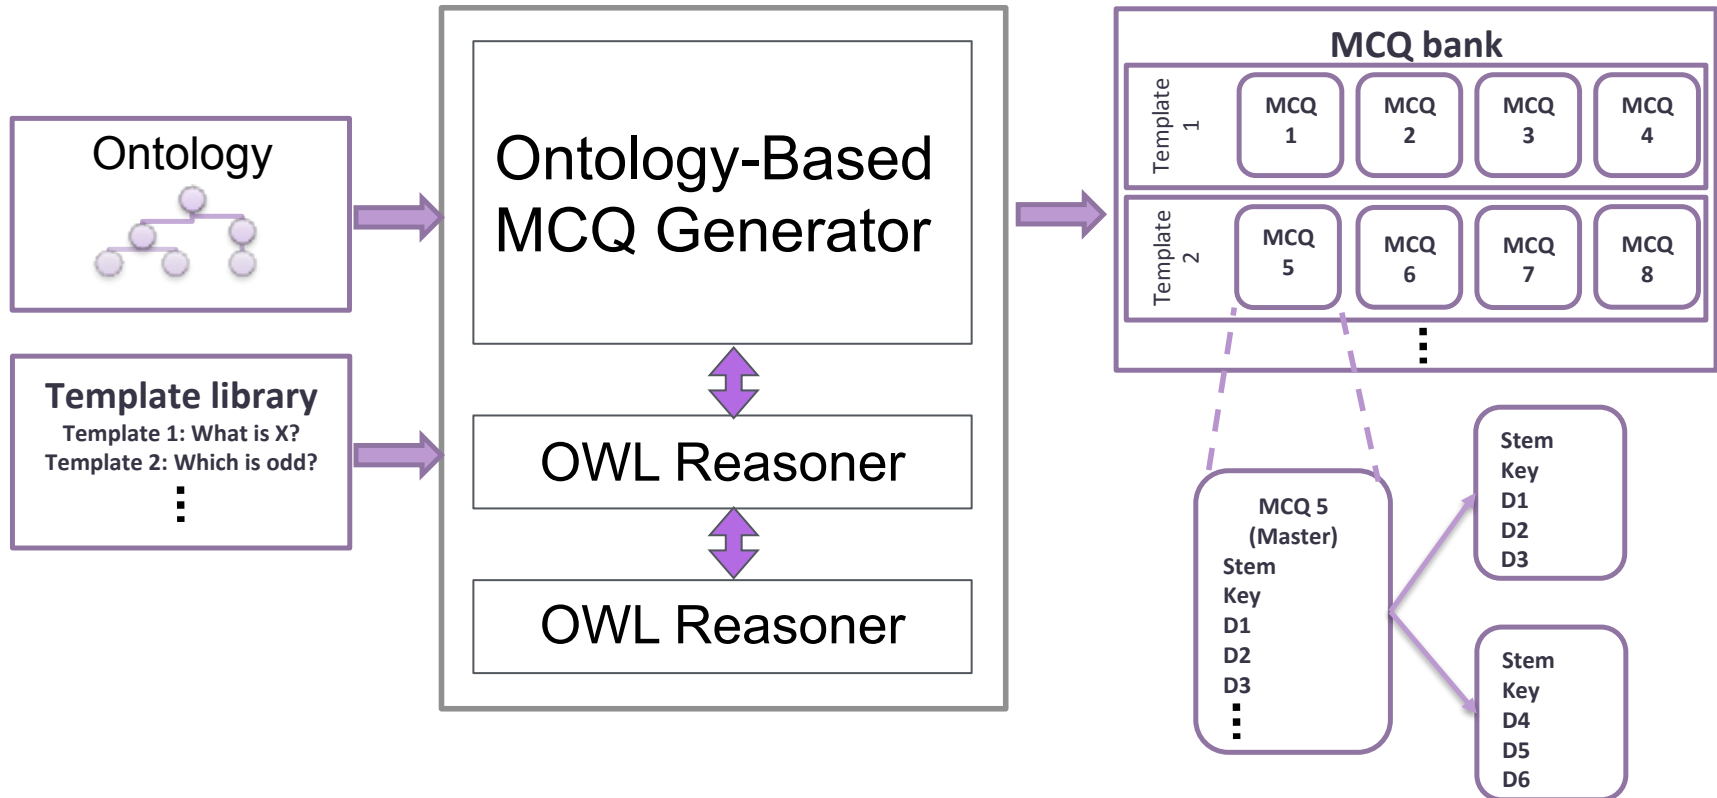 Ontology
Template library
Template 1: What is X?
Template 2: Which is odd?
Ontology-Based
MCQ Generator
OWL Reasoner
OWL Reasoner
MCQ bank
Template
1
MCQ
1
MCQ
2
MCQ
3
MCQ
4
Template
2
MCQ
5
MCQ
6
MCQ
7
MCQ
8
MCQ 5
(Master)
Stem
Key
D1
D2
D3
Stem
Key
D1
D2
D3
Stem
Key
D4
D5
D6